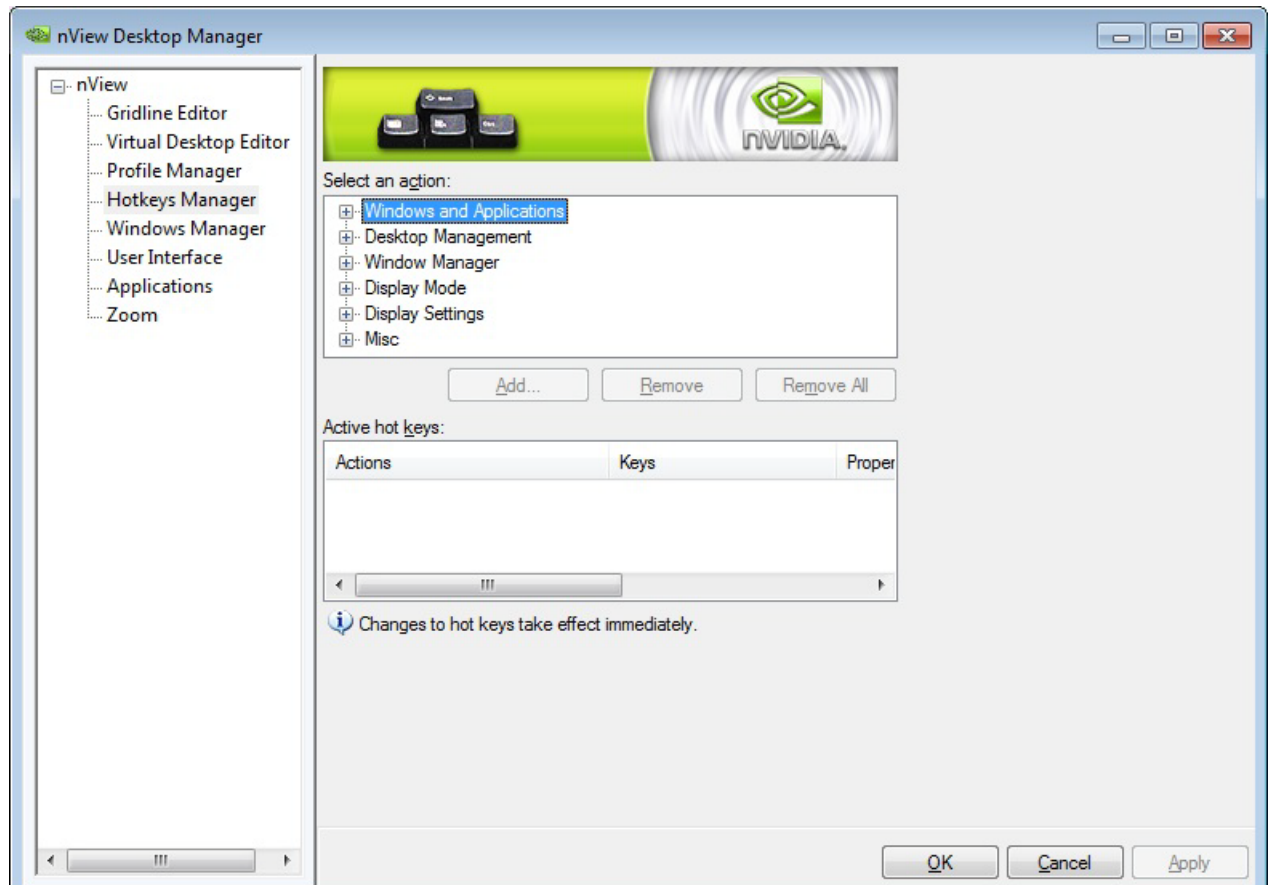 nView Desktop Manager
nView
Gridline Editor
Virtual Desktop Editor
Profile Manager
Hotkeys Manager
Windows Manager
User Interface
Applications
Zoom
NVIDIA.
Select an action:
Windows and Applications
Desktop Management
Window Manager
Display Mode
Display Settings
Misc
Add... Remove Remove All
Active hot keys:
Actions Keys Proper
Changes to hot keys take effect immediately.
OK Cancel Apply